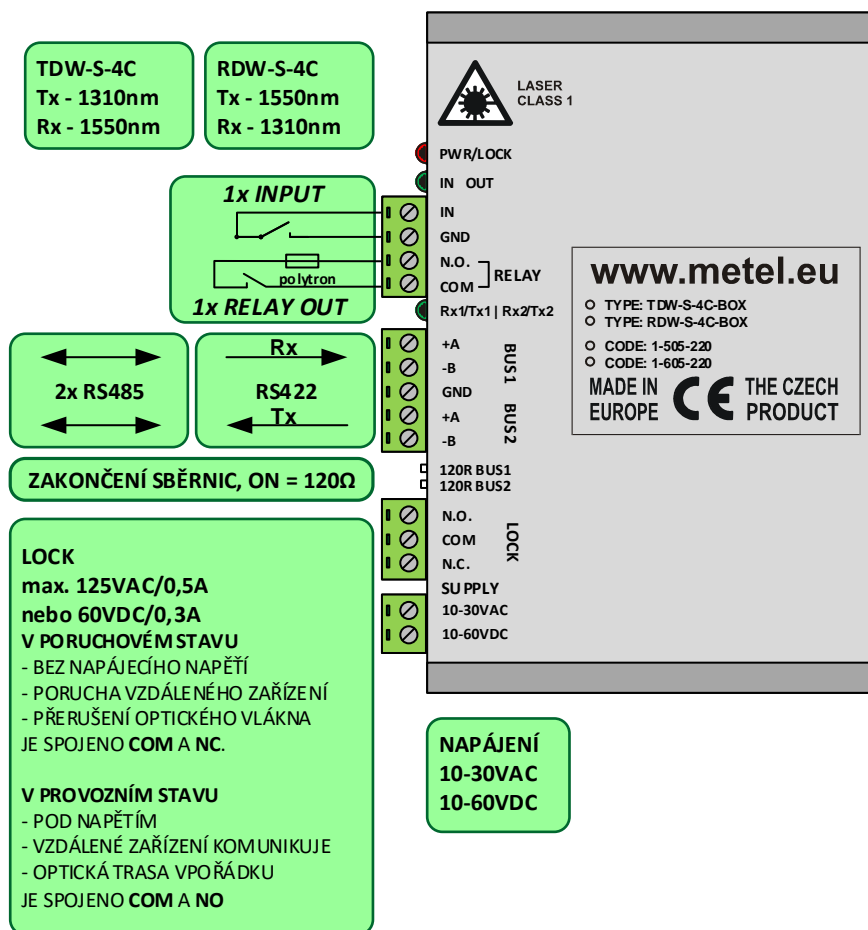 TDW-S-4C
Tx - 1310nm
Rx - 1550nm
RDW-S-4C
Tx - 1550nm
Rx - 1310nm
LASER
CLASS 1
PWR/LOCK
IN OUT
1x INPUT
polytron
1x RELAY OUT
IN
GND
N.O.
COM
RELAY
Rx1/Tx1 | Rx2/Tx2
www.metel.eu
TYPE: TDW-S-4C-BOX
TYPE: RDW-S-4C-BOX
CODE: 1-505-220
CODE: 1-605-220
MADE IN
EUROPE
CE
THE CZECH
PRODUCT
2x RS485
Rx
RS422
Tx
+A
-B
GND
+A
-B
BUS1
BUS2
ZAKONČENÍ SBĚRNIC, ON = 120Ω
120R BUS1
120R BUS2
N.O.
COM
N.C.
LOCK
SUPPLY
10-30VAC
10-60VDC
LOCK
max. 125VAC/0,5A
nebo 60VDC/0,3A
V PORUCHOVÉM STAVU
- BEZ NAPÁJECÍHO NAPĚŤÍ
- PORUCHA VZDÁLENÉHO ZAŘÍZENÍ
- PŘERUŠENÍ OPTICKÉHO VLÁKNA
JE SPOJENO COM A NC.
V PROVOZNÍM STAVU
- POD NAPĚTÍM
- VZDÁLENÉ ZAŘÍZENÍ KOMUNIKUJE
- OPTICKÁ TRASA VPOŘÁDKU
JE SPOJENO COM A NO
NAPÁJENÍ
10-30VAC
10-60VDC